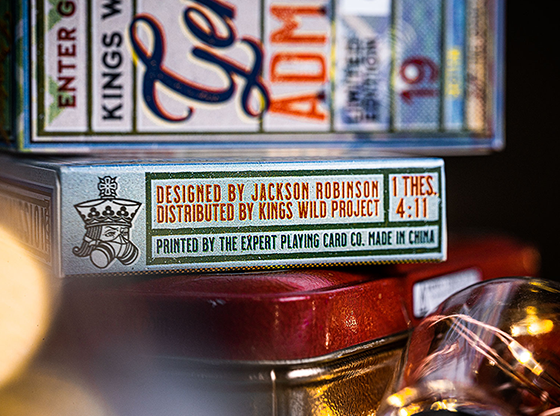 ENTER
KINGS W
Gen
ADM
LIMITED
EDITION
19
DESIGNED BY JACKSON ROBINSON
DISTRIBUTED BY KINGS WILD PROJECT
1 THES.
4:11
PRINTED BY THE EXPERT PLAYING CARD CO. MADE IN CHINA